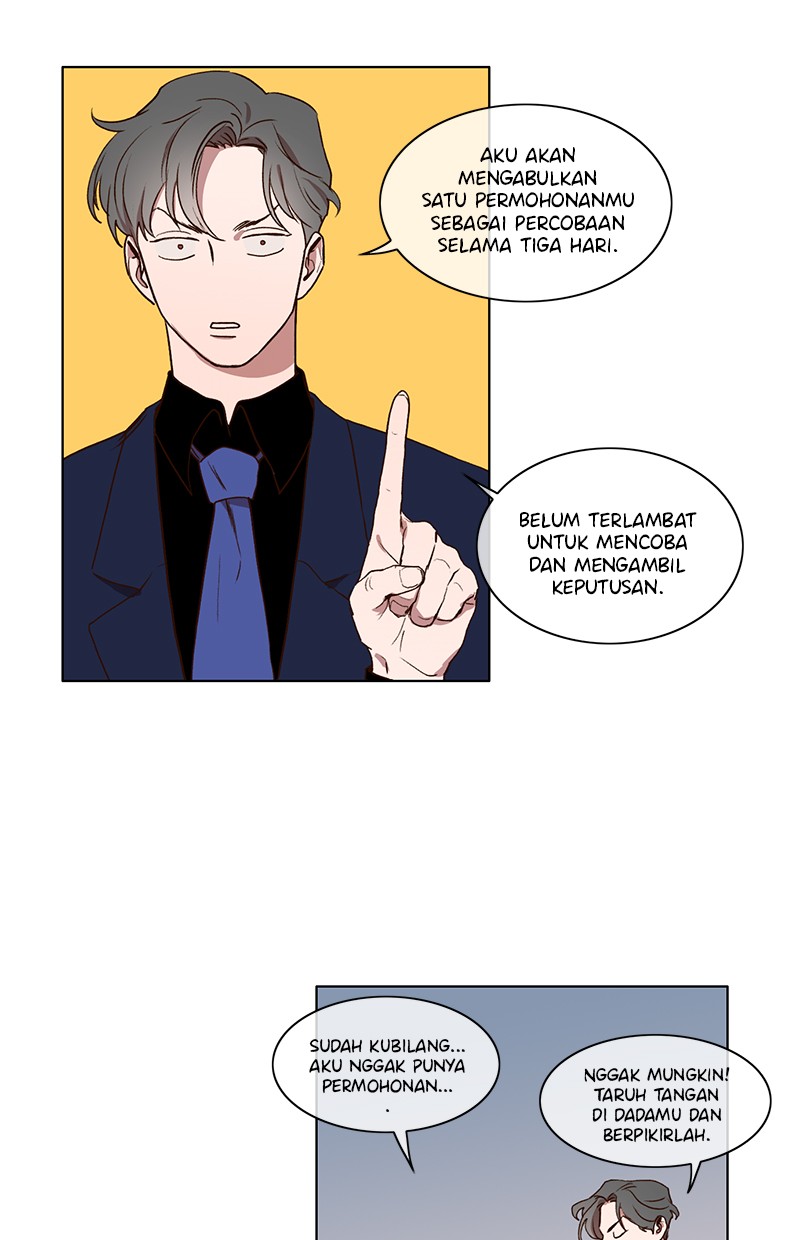 AKU AKAN
MENGABULKAN
SATU PERMOHONANMU
SEBAGAI PERCOBAAN
SELAMA TIGA HARI.
BELUM TERLAMBAT
UNTUK MENCOBA
DAN MENGAMBIL
KEPUTUSAN.
SUDAH KUBILANG...
AKU NGGAK PUNYA
PERMOHONAN...
.
NGGAK MUNGKIN!
TARUH TANGAN
DI DADAMU DAN
BERPIKIRLAH.